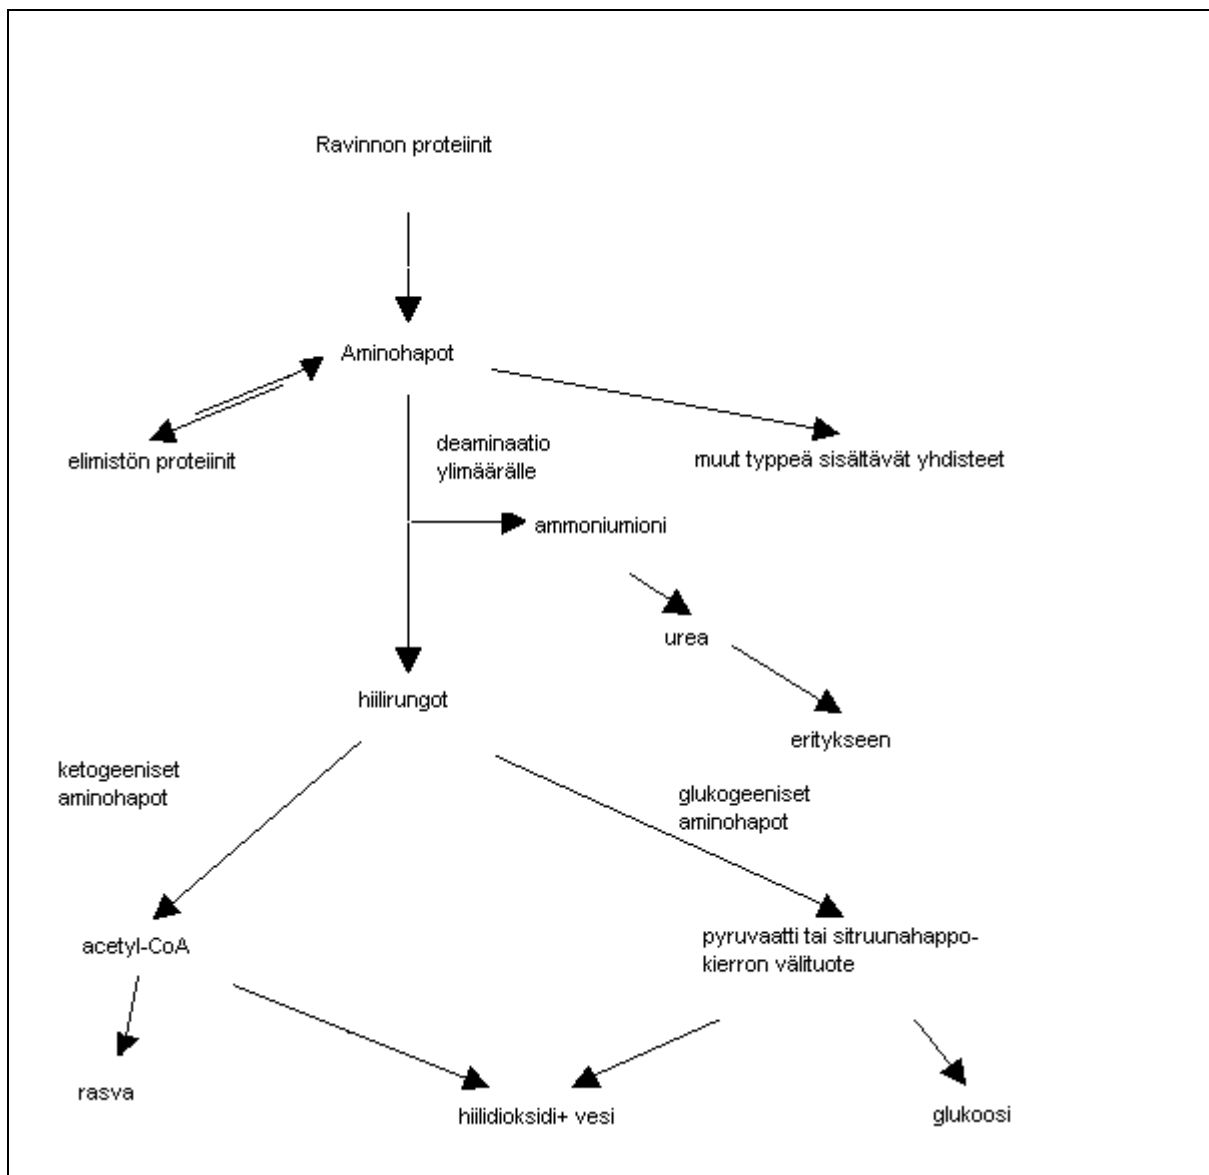 Ravinnon proteiinit
Aminohapot
elimistön proteiinit
deaminaatio
ylimäärälle
muut typpeä sisältävät yhdisteet
ammoniumioni
urea
hiilirungot
eritykseen
ketogeeniset
aminohapot
glukogeeniset
aminohapot
acetyl-CoA
pyruvaatti tai sitruunahappo-
kierron välituote
rasva
hiilidioksidi+ vesi
glukoosi